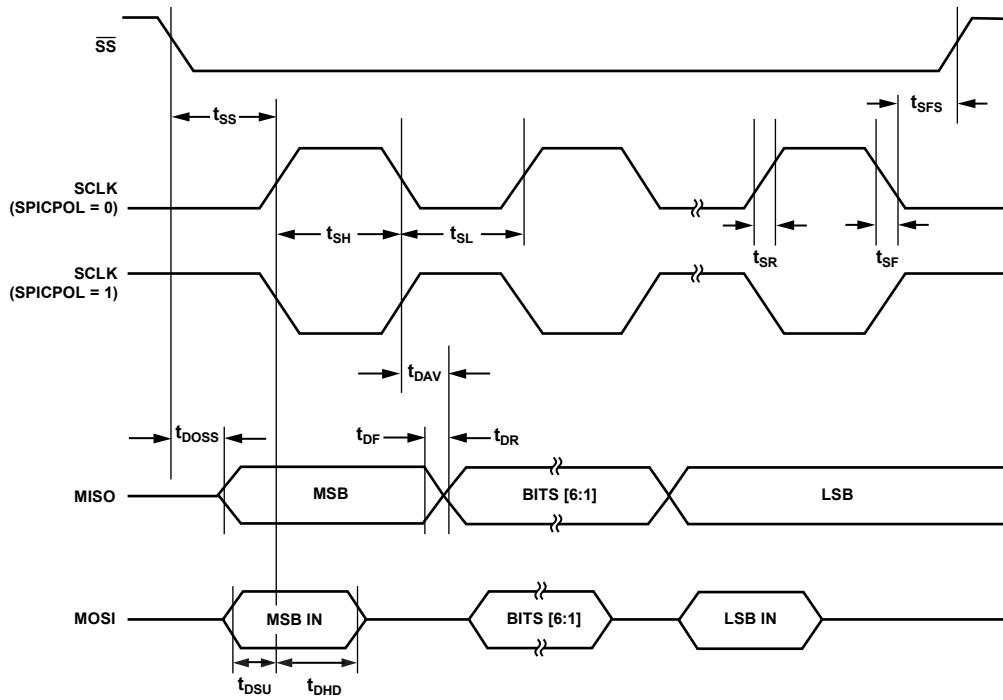 SS
tSS
tSFS
SCLK
(SPICPOL = 0)
tSH
tSL
tSR
tSF
SCLK
(SPICPOL = 1)
tDAV
tDOSS
tDF
tDR
MISO
MSB
BITS [6:1]
LSB
MOSI
MSB IN
BITS [6:1]
LSB IN
tDSU
tDHD